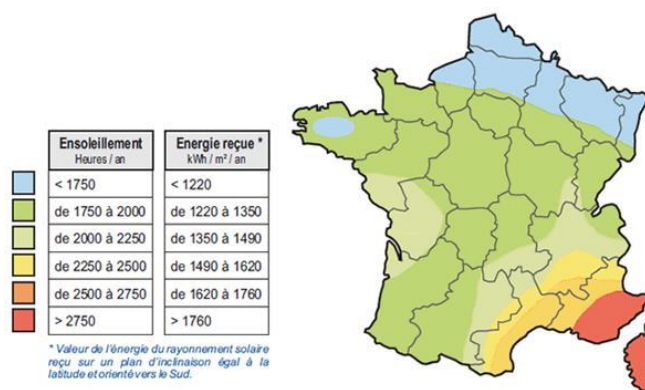 Ensoleillement Energie reçue *
Heures / an kWh / m² / an
< 1750 < 1220
de 1750 à 2000 de 1220 à 1350
de 2000 à 2250 de 1350 à 1490
de 2250 à 2500 de 1490 à 1620
de 2500 à 2750 de 1620 à 1760
> 2750 > 1760
* Valeur de l'énergie du rayonnement solaire
reçu sur un plan d'inclinaison égal à la
latitude et orienté vers le Sud.